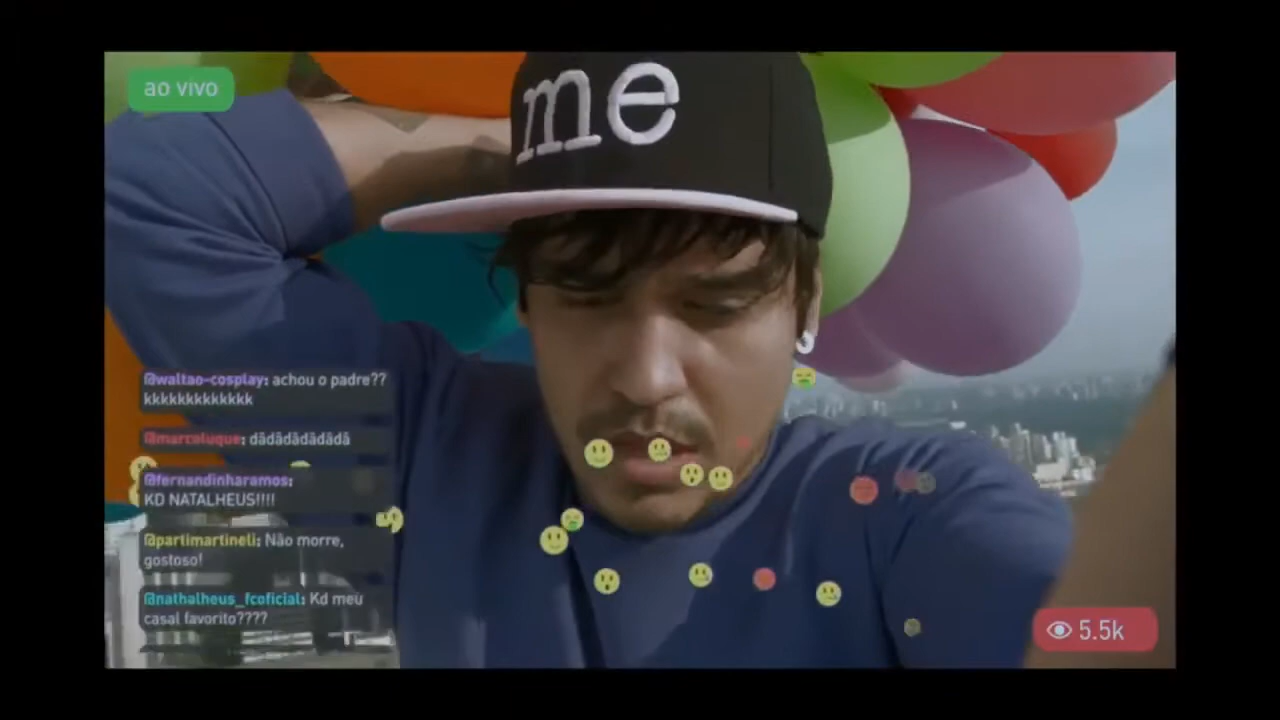 ao vivo
me
@waltao-cosplay: achou o padre??
kkkkkkkkkkkkk
@marcoluque: dãdãdãdãdãdã
@fernandinharamos:
KD NATALHEUS!!!!
@partimartineli: Não morre,
gostoso!
@nathalheus_fcoficial: Kd meu
casal favorito????
5.5k